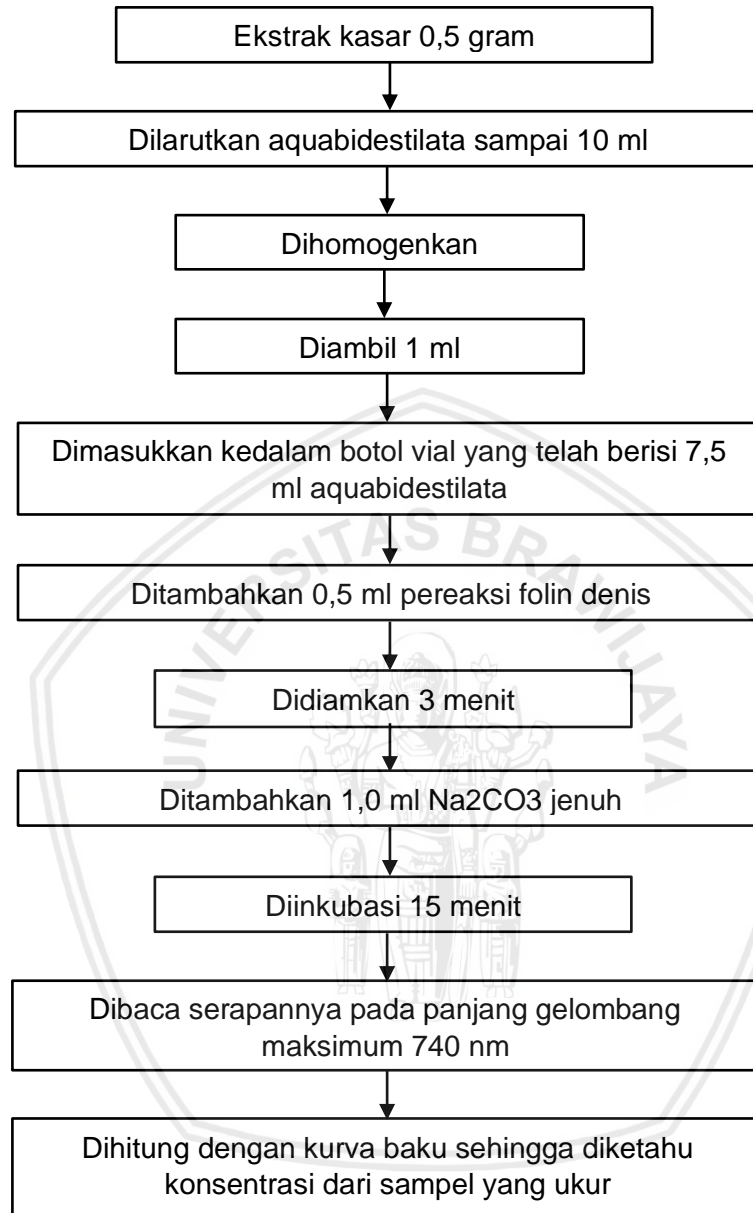 Ekstrak kasar 0,5 gram
Dilarutkan aquabidestilata sampai 10 ml
Dihomogenkan
Diambil 1 ml
Dimasukkan kedalam botol vial yang telah berisi 7,5
ml aquabidestilata
Ditambahkan 0,5 ml pereaksi folin denis
Didiamkan 3 menit
Ditambahkan 1,0 ml Na2CO3 jenuh
Diinkubasi 15 menit
Dibaca serapannya pada panjang gelombang
maksimum 740 nm
Dihitung dengan kurva baku sehingga diketahu
konsentrasi dari sampel yang ukur
UNIVERSITAS BRAWIJAYA